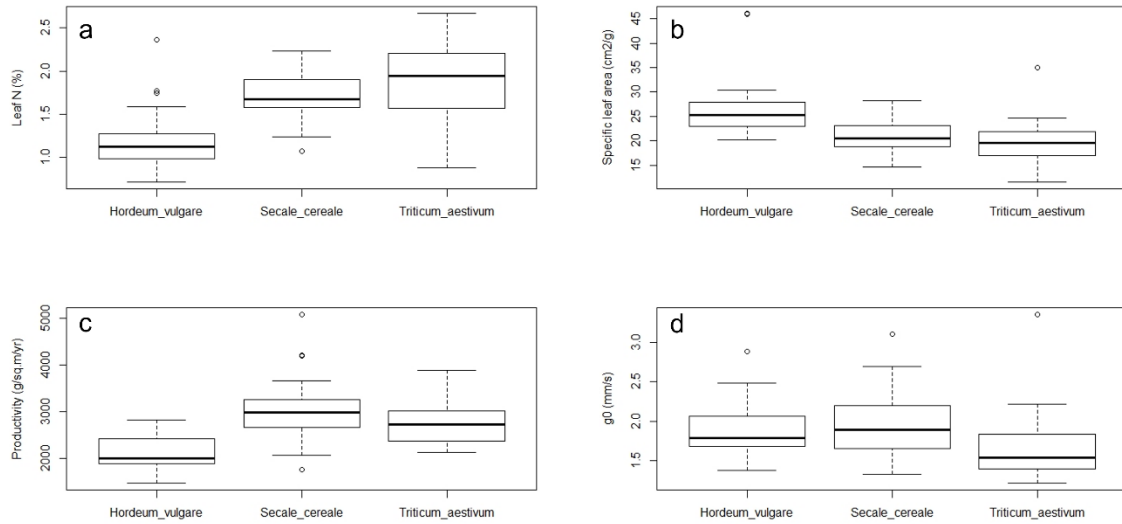 a
Leaf N (%)
2.5
2.0
1.5
1.0
Hordeum_vulgare Secale_cereale Triticum_aestivum
b
Specific leaf area (cm2/g)
45
40
35
30
25
20
15
Hordeum_vulgare Secale_cereale Triticum_aestivum
c
Productivity (g/sq.m/yr)
5000
4000
3000
2000
Hordeum_vulgare Secale_cereale Triticum_aestivum
d
g0 (mm/s)
3.0
2.5
2.0
1.5
Hordeum_vulgare Secale_cereale Triticum_aestivum